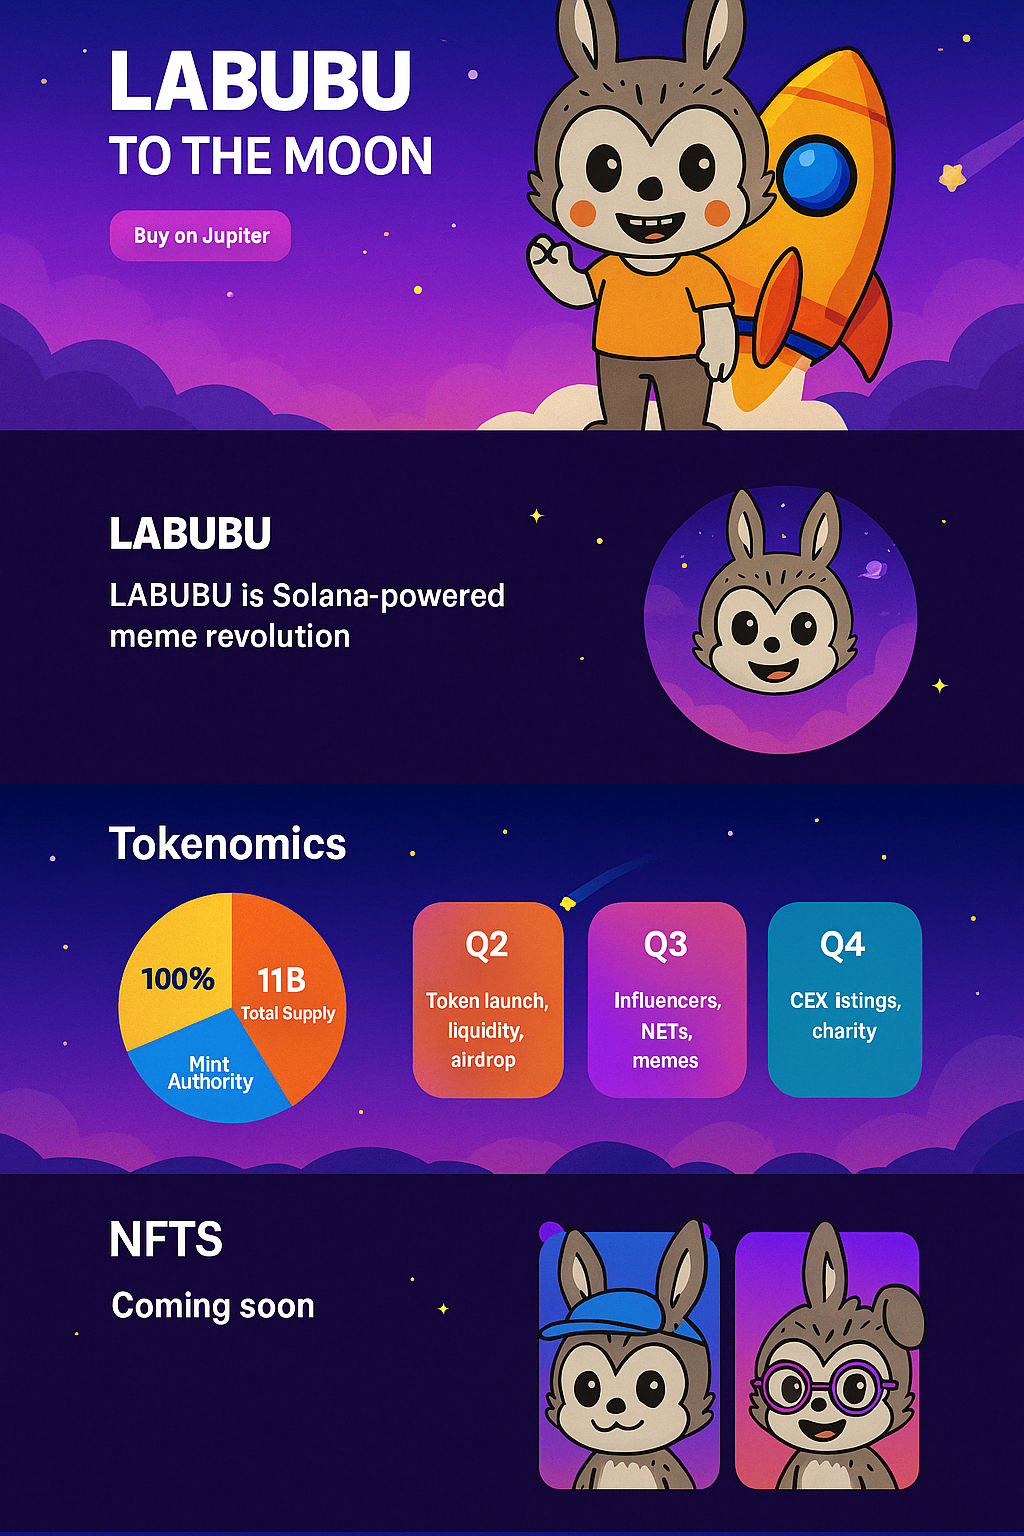 LABUBU
TO THE MOON
Buy on Jupiter
LABUBU
LABUBU is Solana-powered
meme revolution
Tokenomics
100%
11B
Total Supply
Mint
Authority
Q2
Token launch,
liquidity,
airdrop
Q3
Influencers,
NETs,
memes
Q4
CEX istings,
charity
NFTS
Coming soon